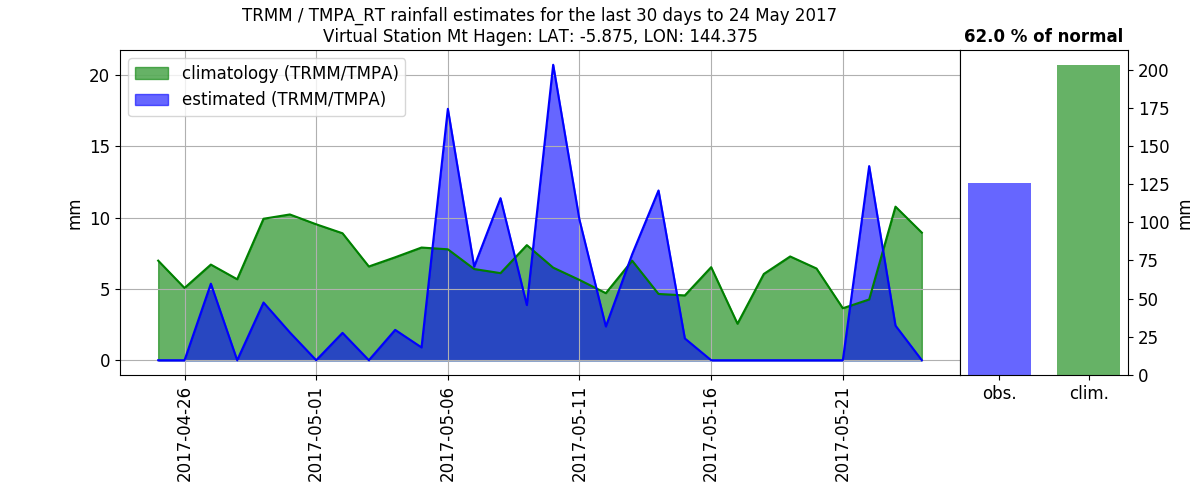 TRMM / TMPA_RT rainfall estimates for the last 30 days to 24 May 2017
Virtual Station Mt Hagen: LAT: -5.875, LON: 144.375
62.0 % of normal
climatology (TRMM/TMPA)
estimated (TRMM/TMPA)
mm
20
15
10
5
0
2017-04-26
2017-05-01
2017-05-06
2017-05-11
2017-05-16
2017-05-21
200
175
150
125
100
75
50
25
0
mm
obs.
clim.